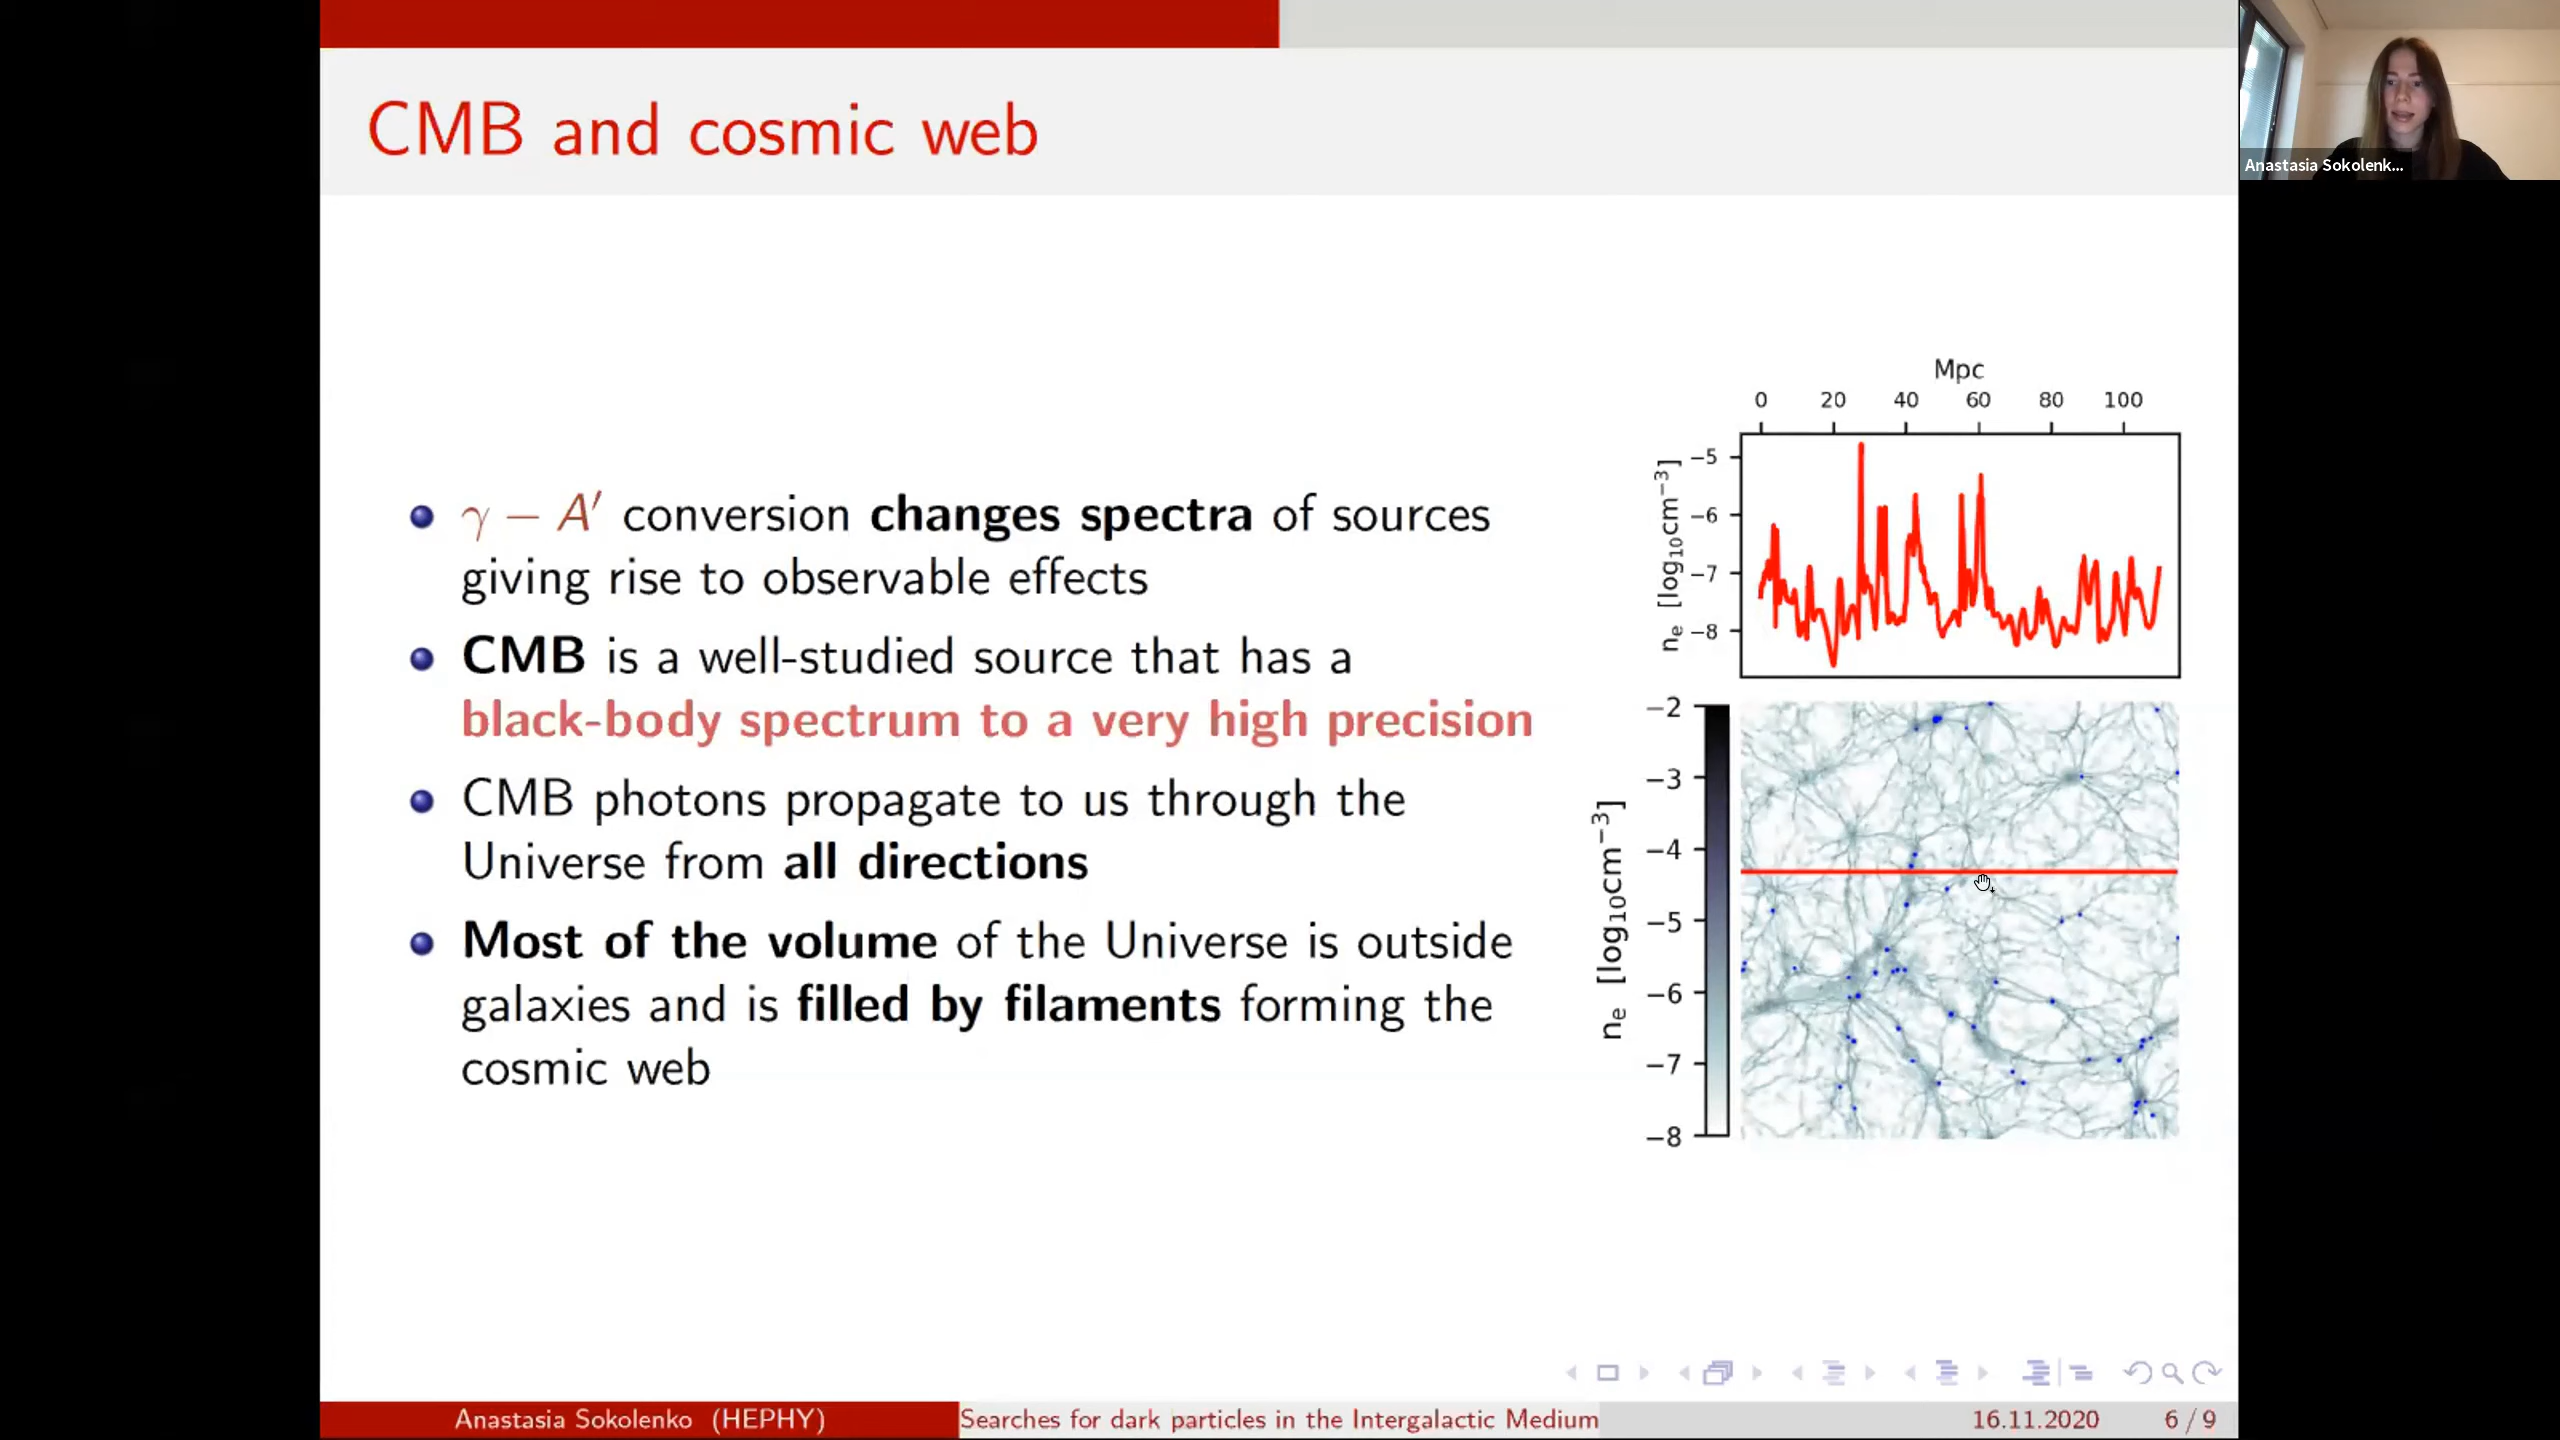 CMB and cosmic web
Anastasia Sokolenk...
γ − A′ conversion changes spectra of sources
giving rise to observable effects
CMB is a well-studied source that has a
black-body spectrum to a very high precision
CMB photons propagate to us through the
Universe from all directions
Most of the volume of the Universe is outside
galaxies and is filled by filaments forming the
cosmic web
Mpc
0 20 40 60 80 100
nₑ [log₁₀cm⁻³]
−5
−6
−7
−8
nₑ [log₁₀cm⁻³]
−2
−3
−4
−5
−6
−7
−8
Anastasia Sokolenko (HEPHY) Searches for dark particles in the Intergalactic Medium 16.11.2020 6 / 9